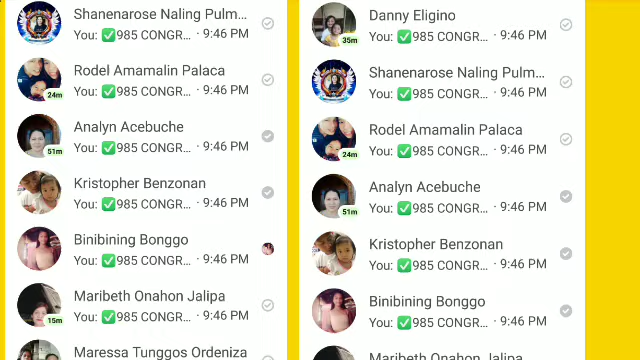 Shanenarose Naling Pulm...
You: ✅985 CONGR... · 9:46 PM
Rodel Amamalin Palaca
You: ✅985 CONGR... · 9:46 PM
24m
Analyn Acebuche
You: ✅985 CONGR... · 9:46 PM
51m
Kristopher Benzonan
You: ✅985 CONGR... · 9:46 PM
Binibining Bonggo
You: ✅985 CONGR... · 9:46 PM
Maribeth Onahon Jalipa
You: ✅985 CONGR... · 9:46 PM
15m
Maressa Tunggos Ordeniza
Danny Eligino
You: ✅985 CONGR... · 9:46 PM
35m
Shanenarose Naling Pulm...
You: ✅985 CONGR... · 9:46 PM
Rodel Amamalin Palaca
You: ✅985 CONGR... · 9:46 PM
24m
Analyn Acebuche
You: ✅985 CONGR... · 9:46 PM
51m
Kristopher Benzonan
You: ✅985 CONGR... · 9:46 PM
Binibining Bonggo
You: ✅985 CONGR... · 9:46 PM
Maribeth Onahon Jalipa